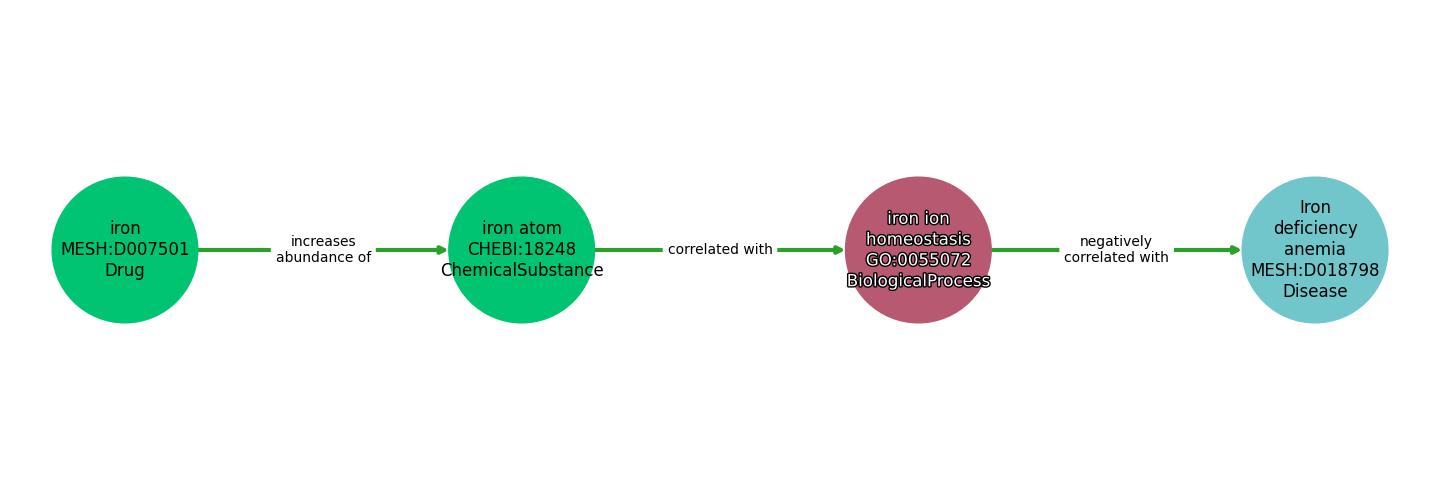 iron
MESH:D007501
Drug
increases
abundance of
iron atom
CHEBI:18248
ChemicalSubstance
correlated with
iron ion
homeostasis
GO:0055072
BiologicalProcess
negatively
correlated with
Iron
deficiency
anemia
MESH:D018798
Disease